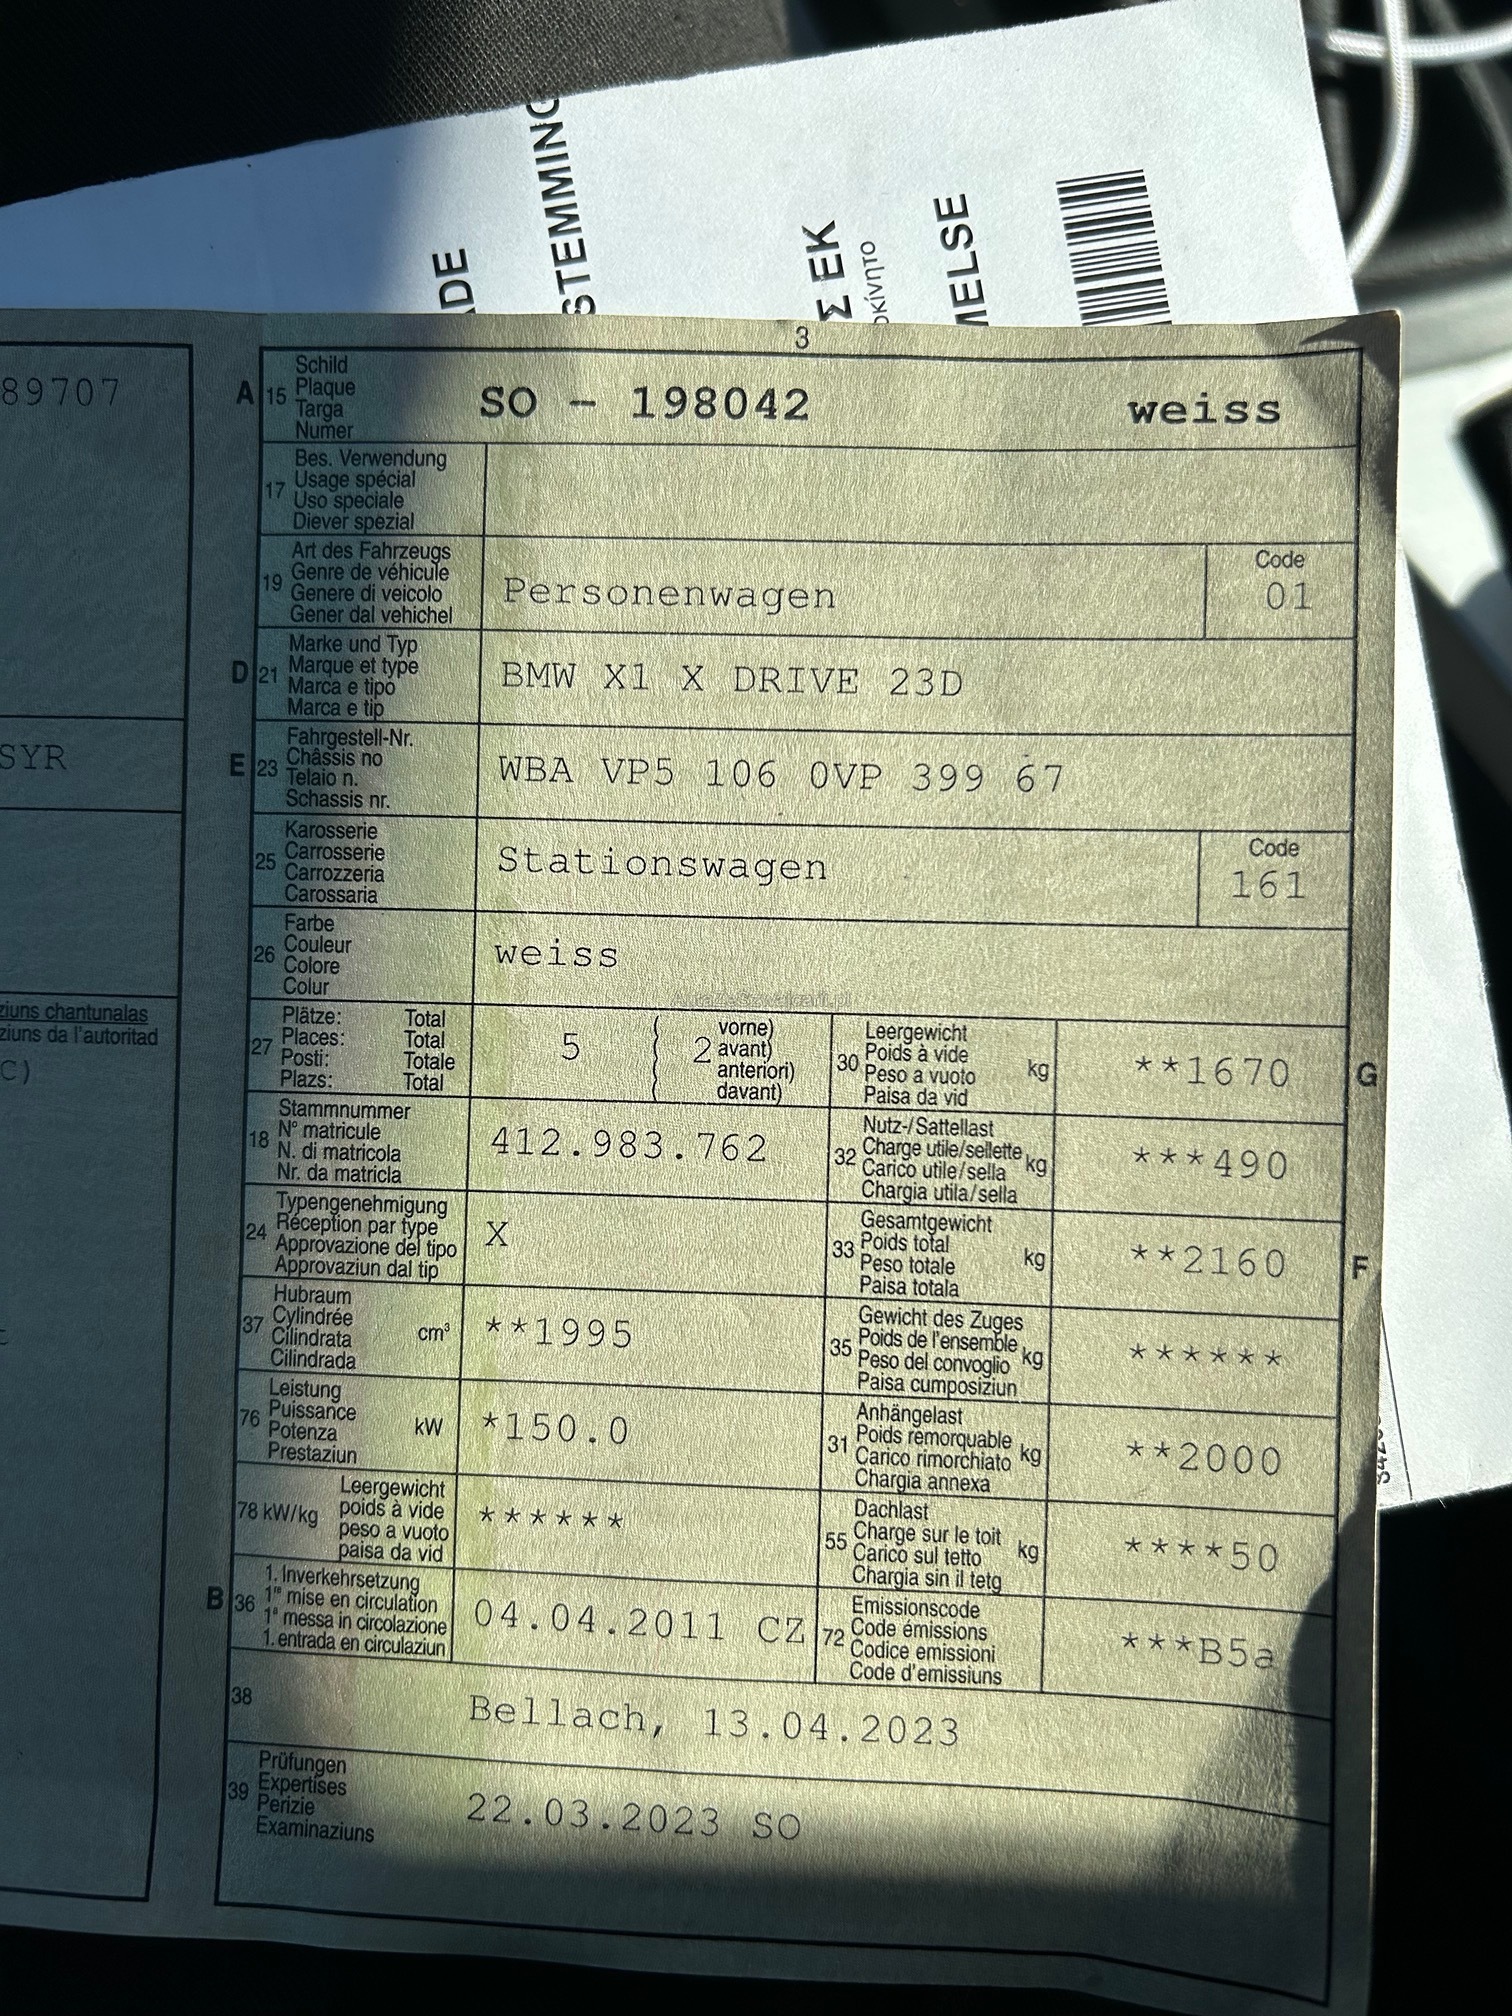 ADE
STEMMING
Σ ΕΚ
οκίνητο
MELSE
3
89707
SYR
ziuns chantunalas
ziuns da l'autoritad
C)
A 15 Schild
Plaque
Targa
Numer
SO - 198042 weiss
17 Bes. Verwendung
Usage spécial
Uso speciale
Diever spezial
19 Art des Fahrzeugs
Genre de véhicule
Genere di veicolo
Gener dal vehichel
Personenwagen
Code
01
D 21 Marke und Typ
Marque et type
Marca e tipo
Marca e tip
BMW X1 X DRIVE 23D
E 23 Fahrgestell-Nr.
Châssis no
Telaio n.
Schassis nr.
WBA VP5 106 0VP 399 67
25 Karosserie
Carrosserie
Carrozzeria
Carossaria
Stationswagen
Code
161
26 Farbe
Couleur
Colore
Colur
weiss
27 Plätze: Total
Places: Total
Posti: Totale
Plazs: Total
5 ( 2 vorne)
avant)
anteriori)
davant)
30 Leergewicht
Poids à vide
Peso a vuoto
Paisa da vid
kg **1670 G
18 Stammnummer
N° matricule
N. di matricola
Nr. da matricla
412.983.762
32 Nutz-/Sattellast
Charge utile/sellette
Carico utile/sella
Chargia utila/sella
kg ***490
24 Typengenehmigung
Réception par type
Approvazione del tipo
Approvaziun dal tip
X
33 Gesamtgewicht
Poids total
Peso totale
Paisa totala
kg **2160 F
37 Hubraum
Cylindrée
Cilindrata
Cilindrada
cm³ **1995
35 Gewicht des Zuges
Poids de l'ensemble
Peso del convoglio
Paisa cumposiziun
kg ******
76 Leistung
Puissance
Potenza
Prestaziun
kW *150.0
31 Anhängelast
Poids remorquable
Carico rimorchiato
Chargia annexa
kg **2000
78 kW/kg Leergewicht
poids à vide
peso a vuoto
paisa da vid
******
55 Dachlast
Charge sur le toit
Carico sul tetto
Chargia sin il tetg
kg ****50
B 36 1. Inverkehrsetzung
1re mise en circulation
1a messa in circolazione
1. entrada en circulaziun
04.04.2011 CZ
72 Emissionscode
Code émissions
Codice emissioni
Code d'emissiuns
***B5a
38 Bellach, 13.04.2023
39 Prüfungen
Expertises
Perizie
Examinaziuns
22.03.2023 SO